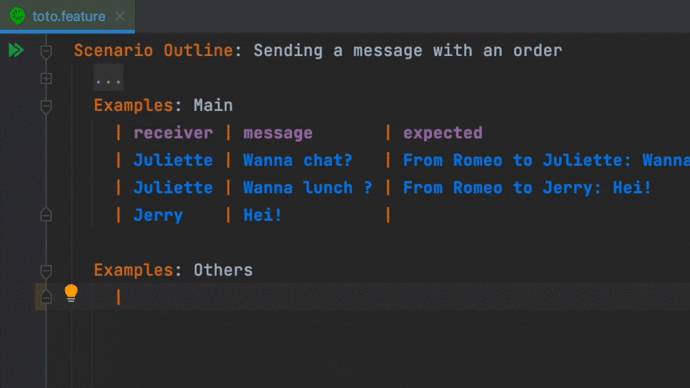 toto.feature
Scenario Outline: Sending a message with an order
...
Examples: Main
| receiver | message | expected
| Juliette | Wanna chat? | From Romeo to Juliette: Wanna
| Juliette | Wanna lunch ? | From Romeo to Jerry: Hei!
| Jerry | Hei! |
Examples: Others
|